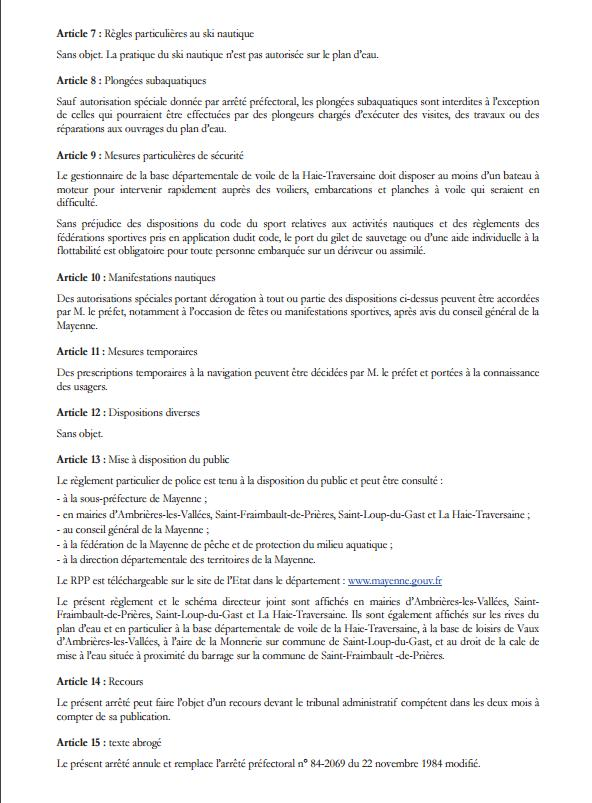 Article 7 : Règles particulières au ski nautique
Sans objet. La pratique du ski nautique n'est pas autorisée sur le plan d'eau.
Article 8 : Plongées subaquatiques
Sauf autorisation spéciale donnée par arrêté préfectoral, les plongées subaquatiques sont interdites à l'exception
de celles qui pourraient être effectuées par des plongeurs chargés d'exécuter des visites, des travaux ou des
réparations aux ouvrages du plan d'eau.
Article 9 : Mesures particulières de sécurité
Le gestionnaire de la base départementale de voile de la Haie-Traversaine doit disposer au moins d'un bateau à
moteur pour intervenir rapidement auprès des voiliers, embarcations et planches à voile qui seraient en
difficulté.
Sans préjudice des dispositions du code du sport relatives aux activités nautiques et des règlements des
fédérations sportives pris en application dudit code, le port du gilet de sauvetage ou d'une aide individuelle à la
flottabilité est obligatoire pour toute personne embarquée sur un dériveur ou assimilé.
Article 10 : Manifestations nautiques
Des autorisations spéciales portant dérogation à tout ou partie des dispositions ci-dessus peuvent être accordées
par M. le préfet, notamment à l'occasion de fêtes ou manifestations sportives, après avis du conseil général de la
Mayenne.
Article 11 : Mesures temporaires
Des prescriptions temporaires à la navigation peuvent être décidées par M. le préfet et portées à la connaissance
des usagers.
Article 12 : Dispositions diverses
Sans objet.
Article 13 : Mise à disposition du public
Le règlement particulier de police est tenu à la disposition du public et peut être consulté :
- à la sous-préfecture de Mayenne ;
- en mairies d'Ambrières-les-Vallées, Saint-Fraimbault-de-Prières, Saint-Loup-du-Gast et La Haie-Traversaine ;
- au conseil général de la Mayenne ;
- à la fédération de la Mayenne de pêche et de protection du milieu aquatique ;
- à la direction départementale des territoires de la Mayenne.
Le RPP est téléchargeable sur le site de l'Etat dans le département : www.mayenne.gouv.fr
Le présent règlement et le schéma directeur joint sont affichés en mairies d'Ambrières-les-Vallées, Saint-
Fraimbault-de-Prières, Saint-Loup-du-Gast et La Haie-Traversaine. Ils sont également affichés sur les rives du
plan d'eau et en particulier à la base départementale de voile de la Haie-Traversaine, à la base de loisirs de Vaux
d'Ambrières-les-Vallées, à l'aire de la Monnerie sur commune de Saint-Loup-du-Gast, et au droit de la cale de
mise à l'eau située à proximité du barrage sur la commune de Saint-Fraimbault -de-Prières.
Article 14 : Recours
Le présent arrêté peut faire l'objet d'un recours devant le tribunal administratif compétent dans les deux mois à
compter de sa publication.
Article 15 : texte abrogé
Le présent arrêté annule et remplace l'arrêté préfectoral n° 84-2069 du 22 novembre 1984 modifié.